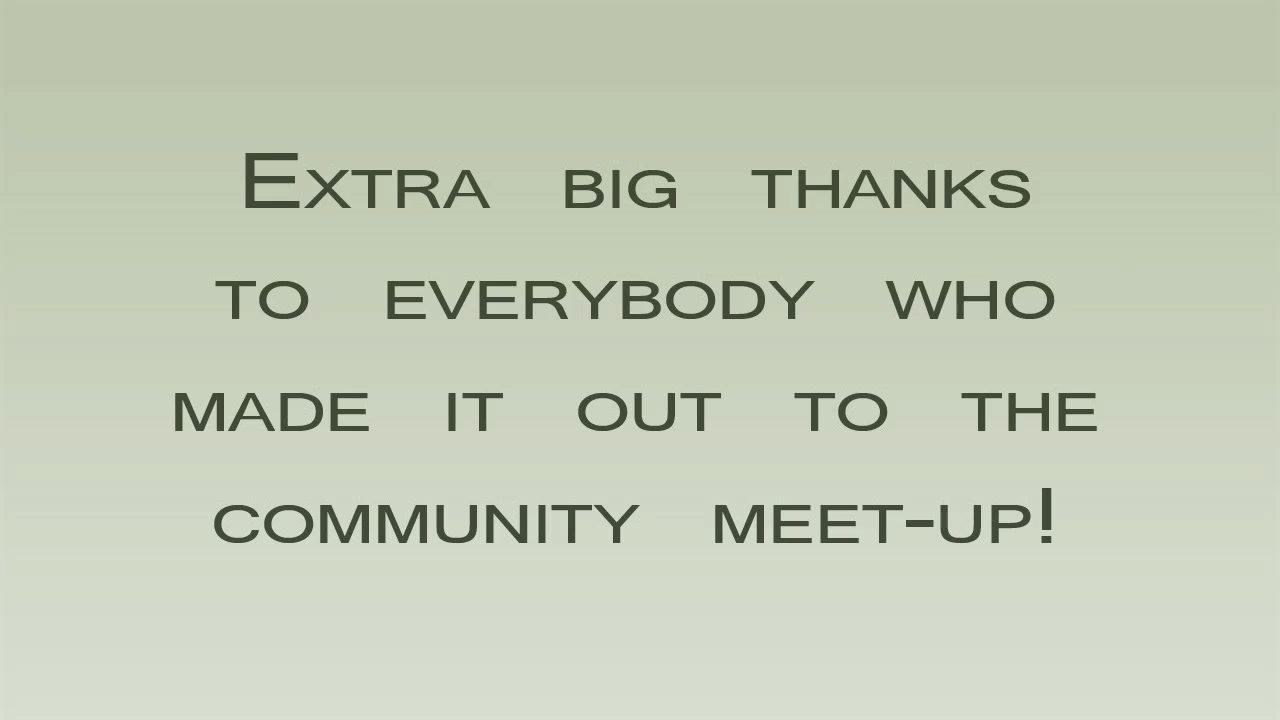 Extra big thanks
to everybody who
made it out to the
community meet-up!